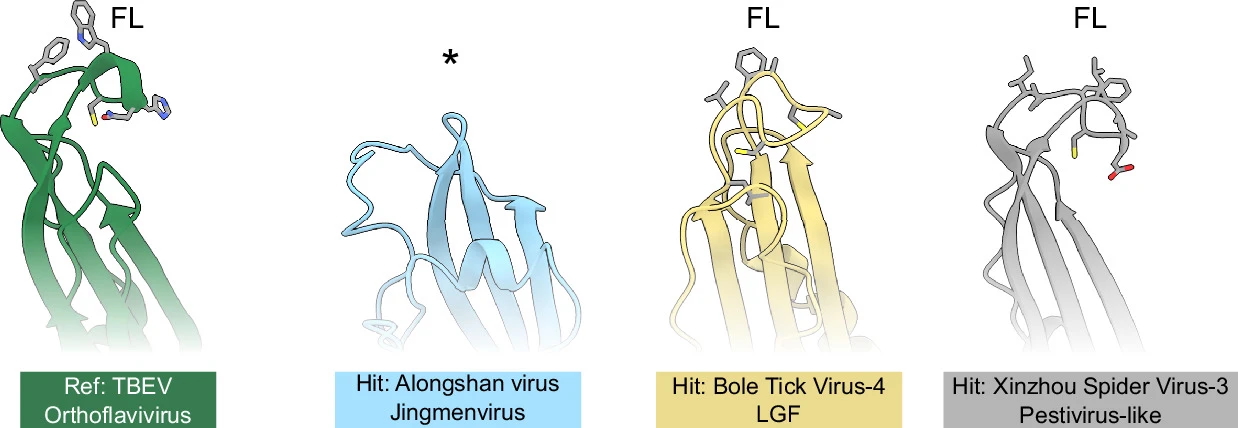 FL
*
FL
FL
Ref: TBEV
Orthoflavivirus
Hit: Alongshan virus
Jingmenvirus
Hit: Bole Tick Virus-4
LGF
Hit: Xinzhou Spider Virus-3
Pestivirus-like